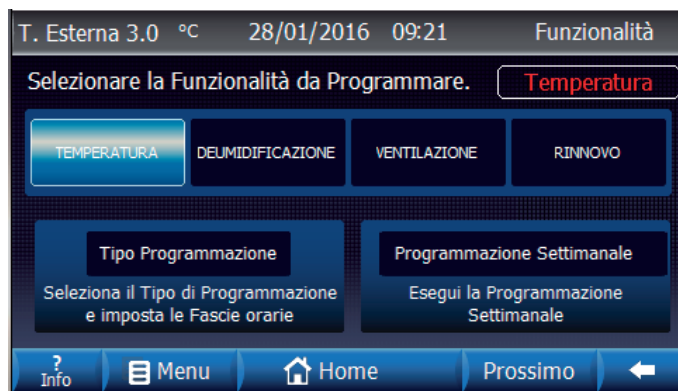 T. Esterna 3.0 °C 28/01/2016 09:21 Funzionalità
Selezionare la Funzionalità da Programmare. Temperatura
TEMPERATURA DEUMIDIFICAZIONE VENTILAZIONE RINNOVO
Tipo Programmazione
Seleziona il Tipo di Programmazione
e imposta le Fascie orarie
Programmazione Settimanale
Esegui la Programmazione
Settimanale
? Info Menu Home Prossimo